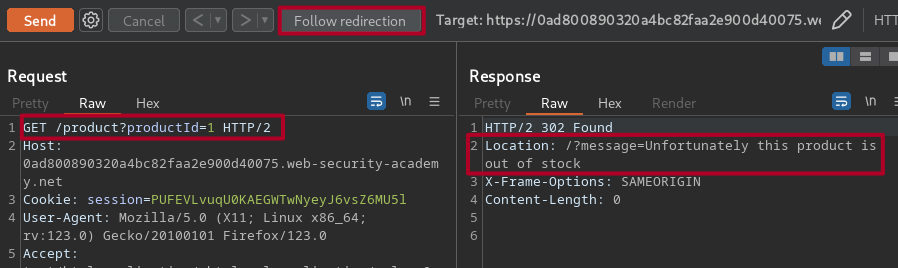 Send Cancel < > Follow redirection Target: https://0ad800890320a4bc82faa2e900d40075.we HTT
Request
Pretty Raw Hex \n
1 GET /product?productId=1 HTTP/2
2 Host:
0ad800890320a4bc82faa2e900d40075.web-security-academ
y.net
3 Cookie: session=PUFEVLvuqU0KAEGWTwNyeyJ6vsZ6MU5l
4 User-Agent: Mozilla/5.0 (X11; Linux x86_64;
rv:123.0) Gecko/20100101 Firefox/123.0
5 Accept:
Response
Pretty Raw Hex Render \n
1 HTTP/2 302 Found
2 Location: /?message=Unfortunately this product is
out of stock
3 X-Frame-Options: SAMEORIGIN
4 Content-Length: 0
5
6